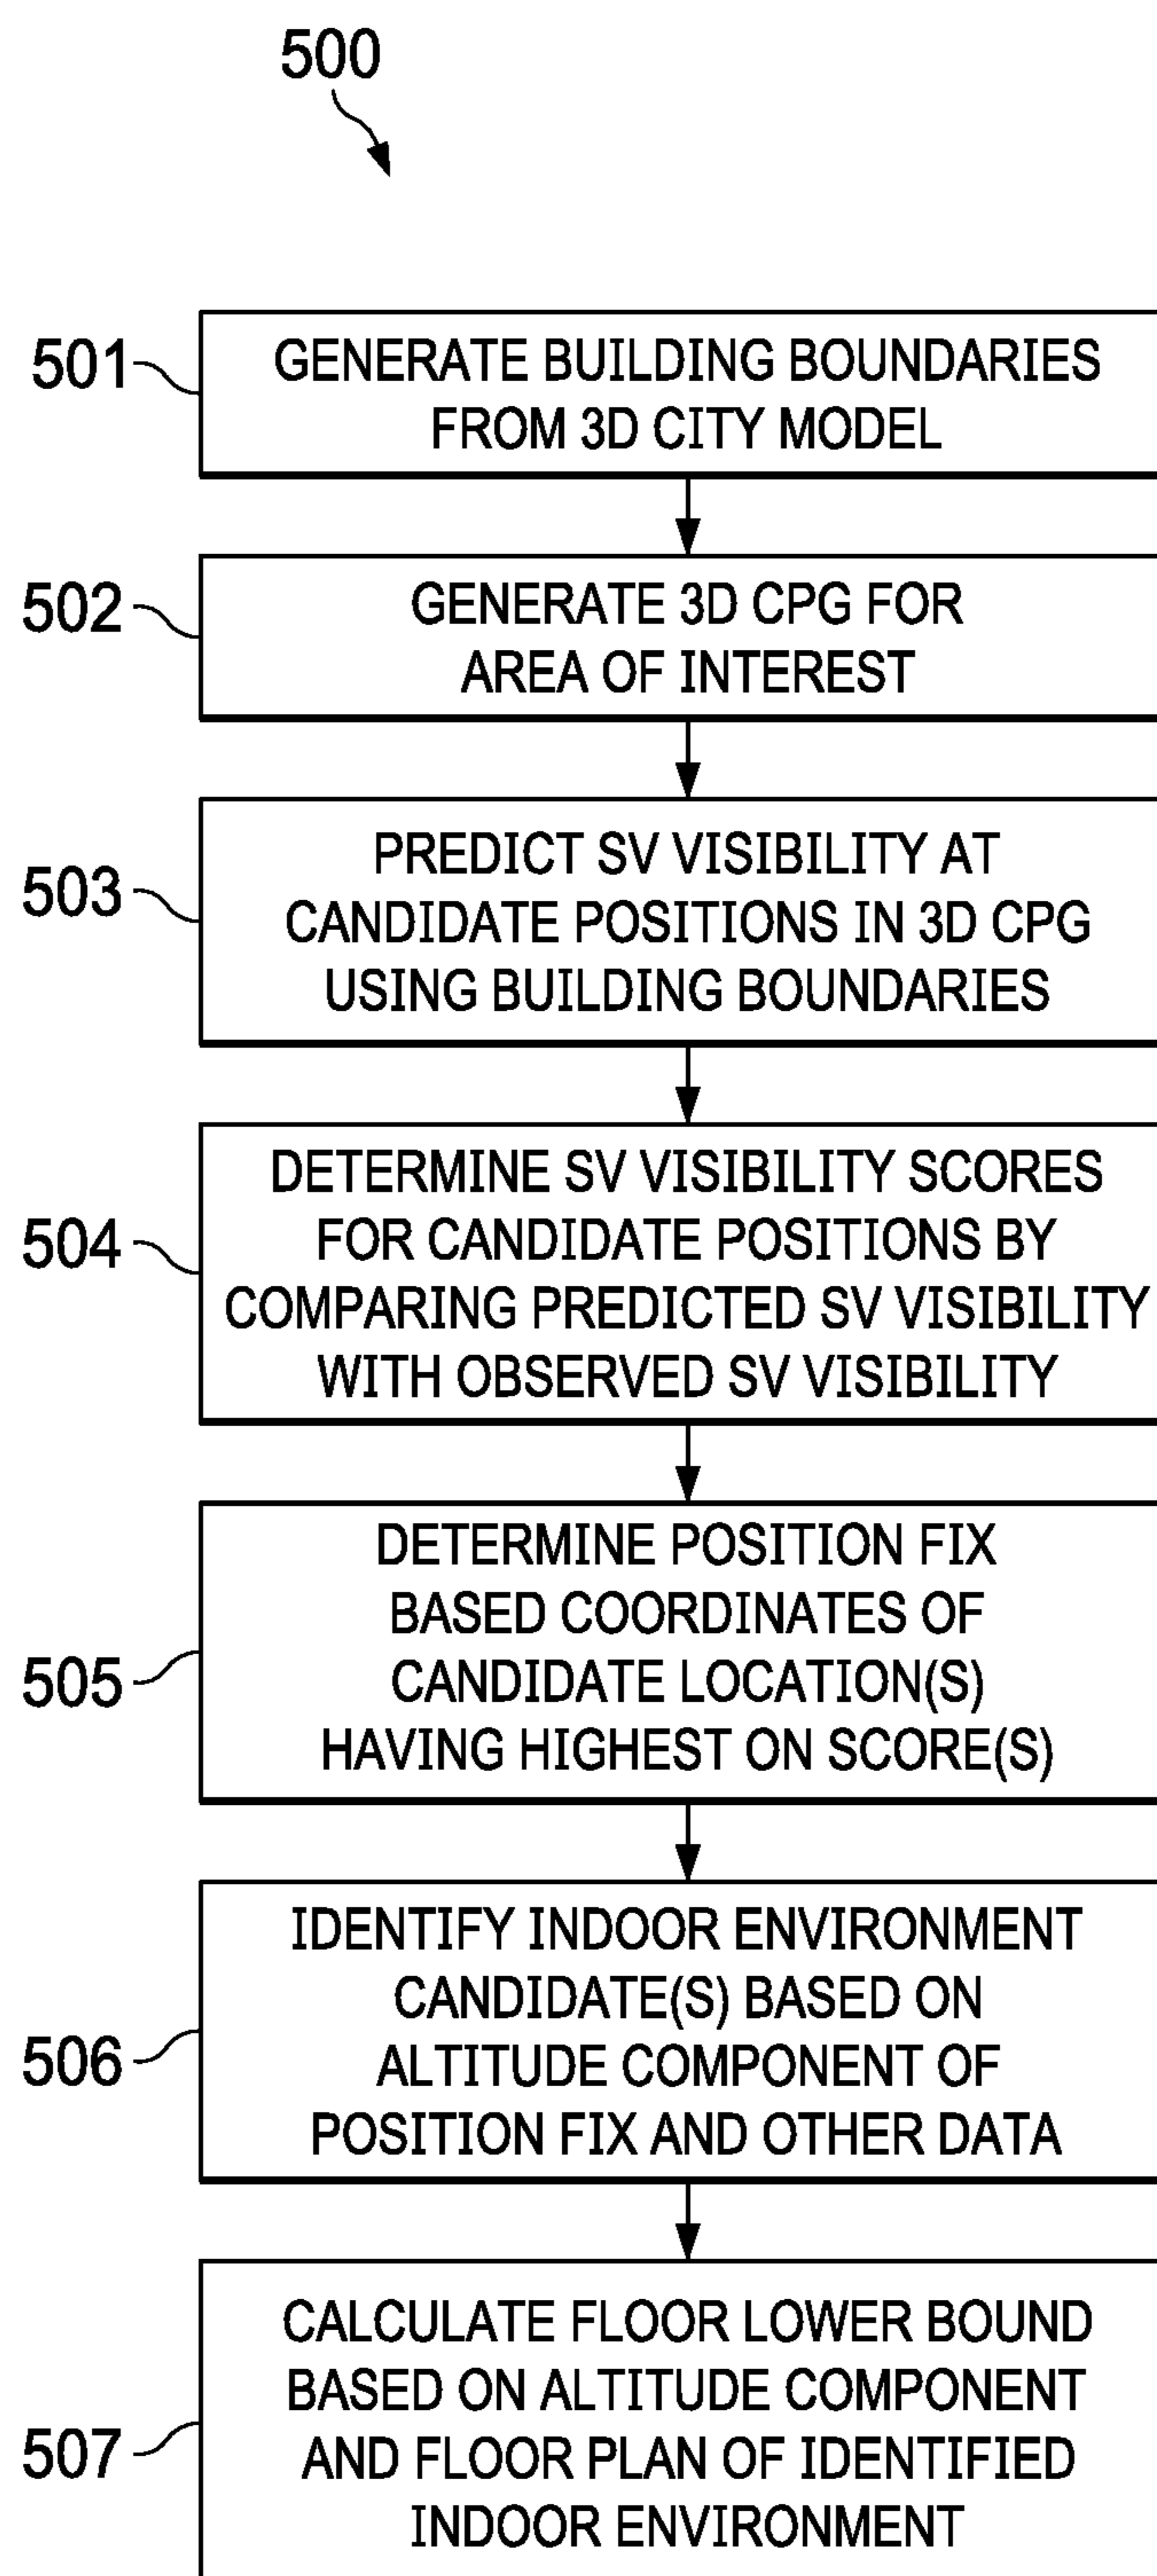 500
501
GENERATE BUILDING BOUNDARIES
FROM 3D CITY MODEL
502
GENERATE 3D CPG FOR
AREA OF INTEREST
503
PREDICT SV VISIBILITY AT
CANDIDATE POSITIONS IN 3D CPG
USING BUILDING BOUNDARIES
504
DETERMINE SV VISIBILITY SCORES
FOR CANDIDATE POSITIONS BY
COMPARING PREDICTED SV VISIBILITY
WITH OBSERVED SV VISIBILITY
505
DETERMINE POSITION FIX
BASED COORDINATES OF
CANDIDATE LOCATION(S)
HAVING HIGHEST ON SCORE(S)
506
IDENTIFY INDOOR ENVIRONMENT
CANDIDATE(S) BASED ON
ALTITUDE COMPONENT OF
POSITION FIX AND OTHER DATA
507
CALCULATE FLOOR LOWER BOUND
BASED ON ALTITUDE COMPONENT
AND FLOOR PLAN OF IDENTIFIED
INDOOR ENVIRONMENT